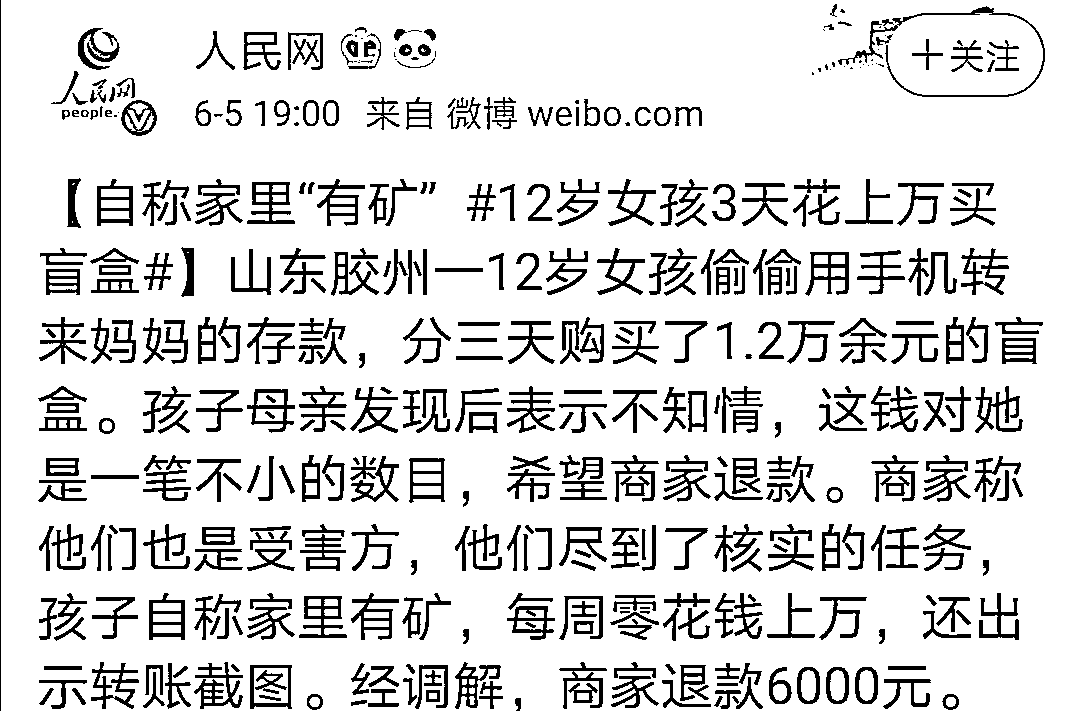 人民网
人民网
people.
+关注
6-5 19:00 来自 微博 weibo.com
【自称家里“有矿” #12岁女孩3天花上万买
盲盒#】山东胶州一12岁女孩偷偷用手机转
来妈妈的存款，分三天购买了1.2万余元的盲
盒。孩子母亲发现后表示不知情，这钱对她
是一笔不小的数目，希望商家退款。商家称
他们也是受害方，他们尽到了核实的任务，
孩子自称家里有矿，每周零花钱上万，还出
示转账截图。经调解，商家退款6000元。